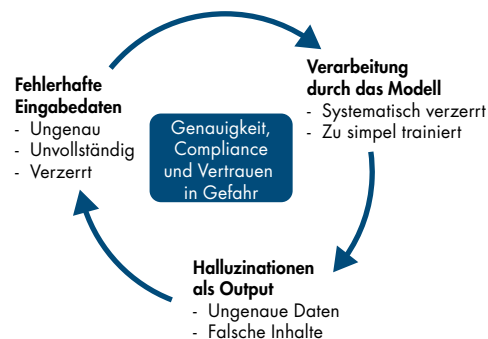 Fehlerhafte
Eingabedaten
- Ungenau
- Unvollständig
- Verzerrt
Genauigkeit,
Compliance
und Vertrauen
in Gefahr
Verarbeitung
durch das Modell
- Systematisch verzerrt
- Zu simpel trainiert
Halluzinationen
als Output
- Ungenaue Daten
- Falsche Inhalte